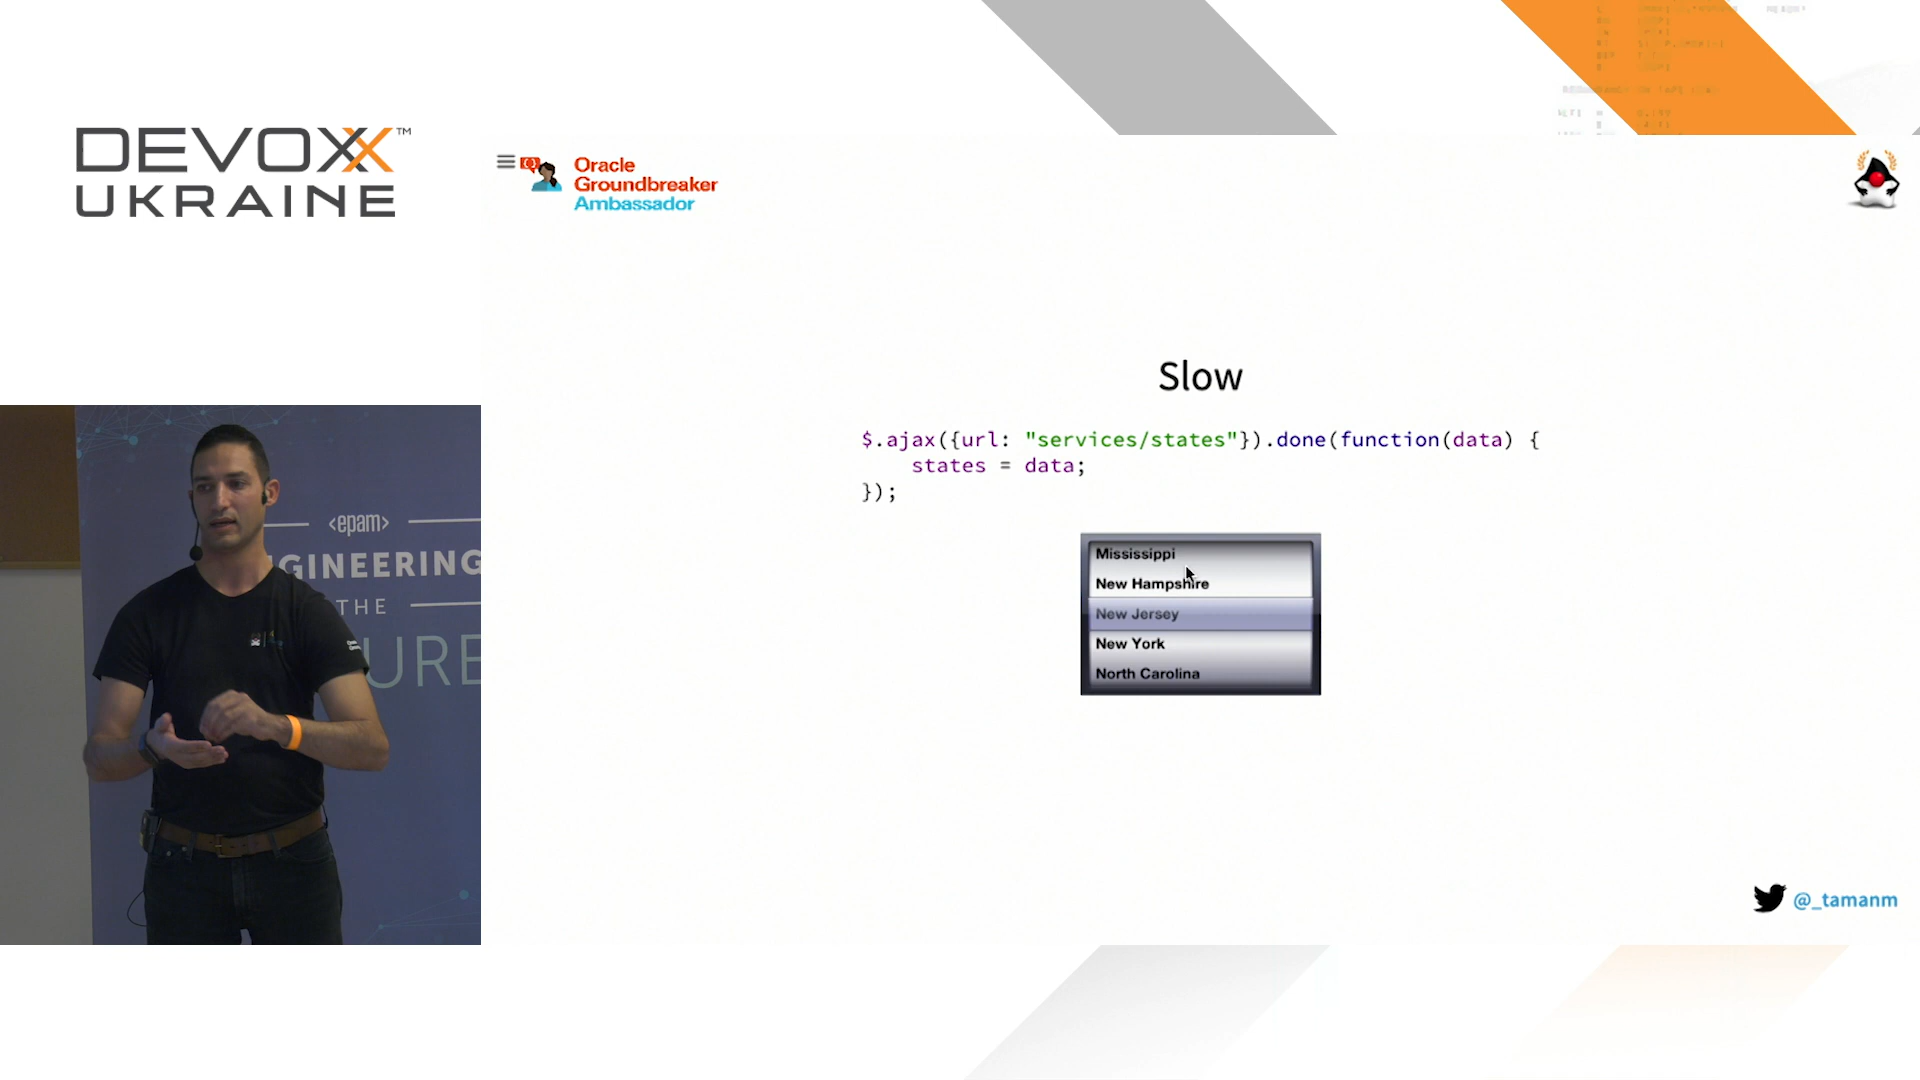 DEVOXX™
UKRAINE
Oracle
Groundbreaker
Ambassador
Slow
$.ajax({url: "services/states"}).done(function(data) {
states = data;
});
Mississippi
New Hampshire
New Jersey
New York
North Carolina
<epam>
GINEERING
THE
URE
@_tamanm